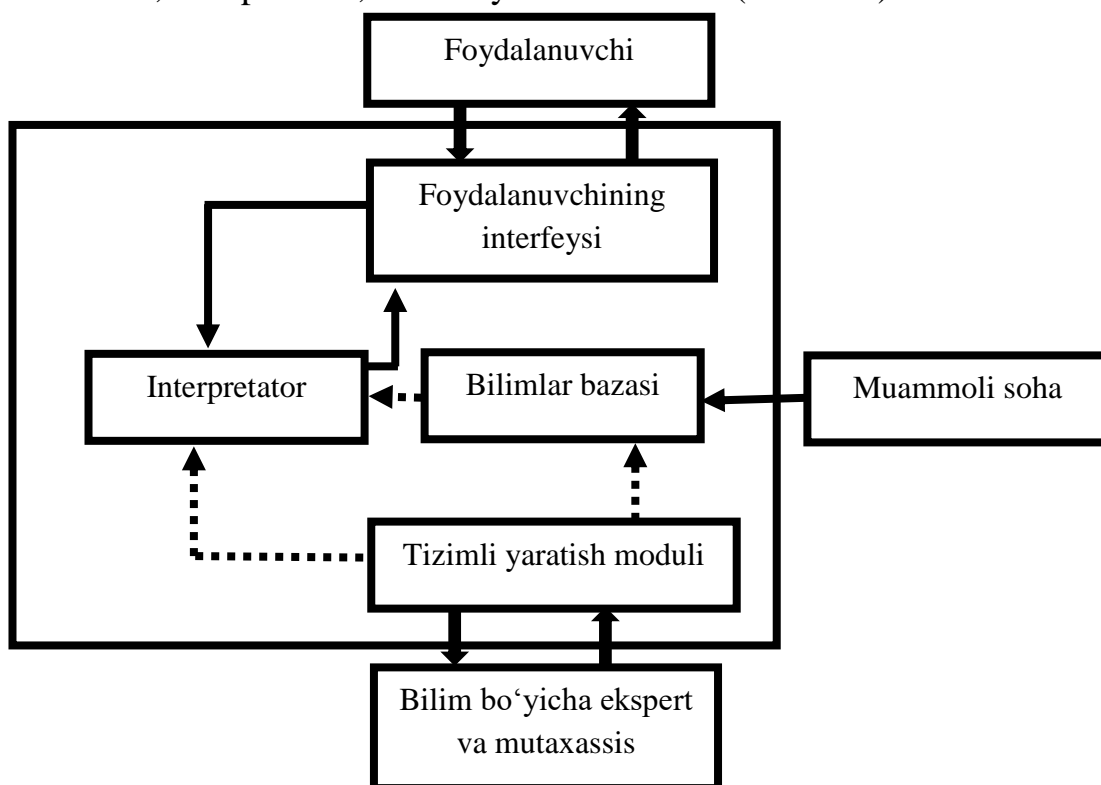 Foydalanuvchi
Foydalanuvchining
interfeysi
Interpretator
Bilimlar bazasi
Muammoli soha
Tizimli yaratish moduli
Bilim bo‘yicha ekspert
va mutaxassis